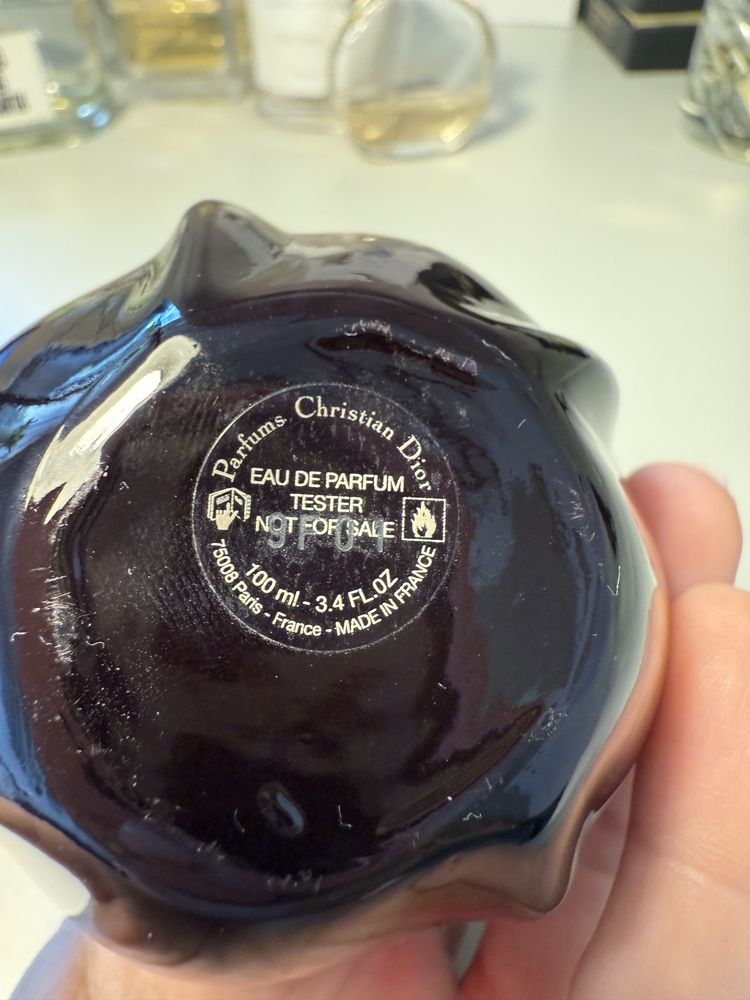 Parfums Christian Dior
EAU DE PARFUM
TESTER
NOT FOR SALE
100 ml - 3.4 FL.OZ
75008 Paris - France - MADE IN FRANCE